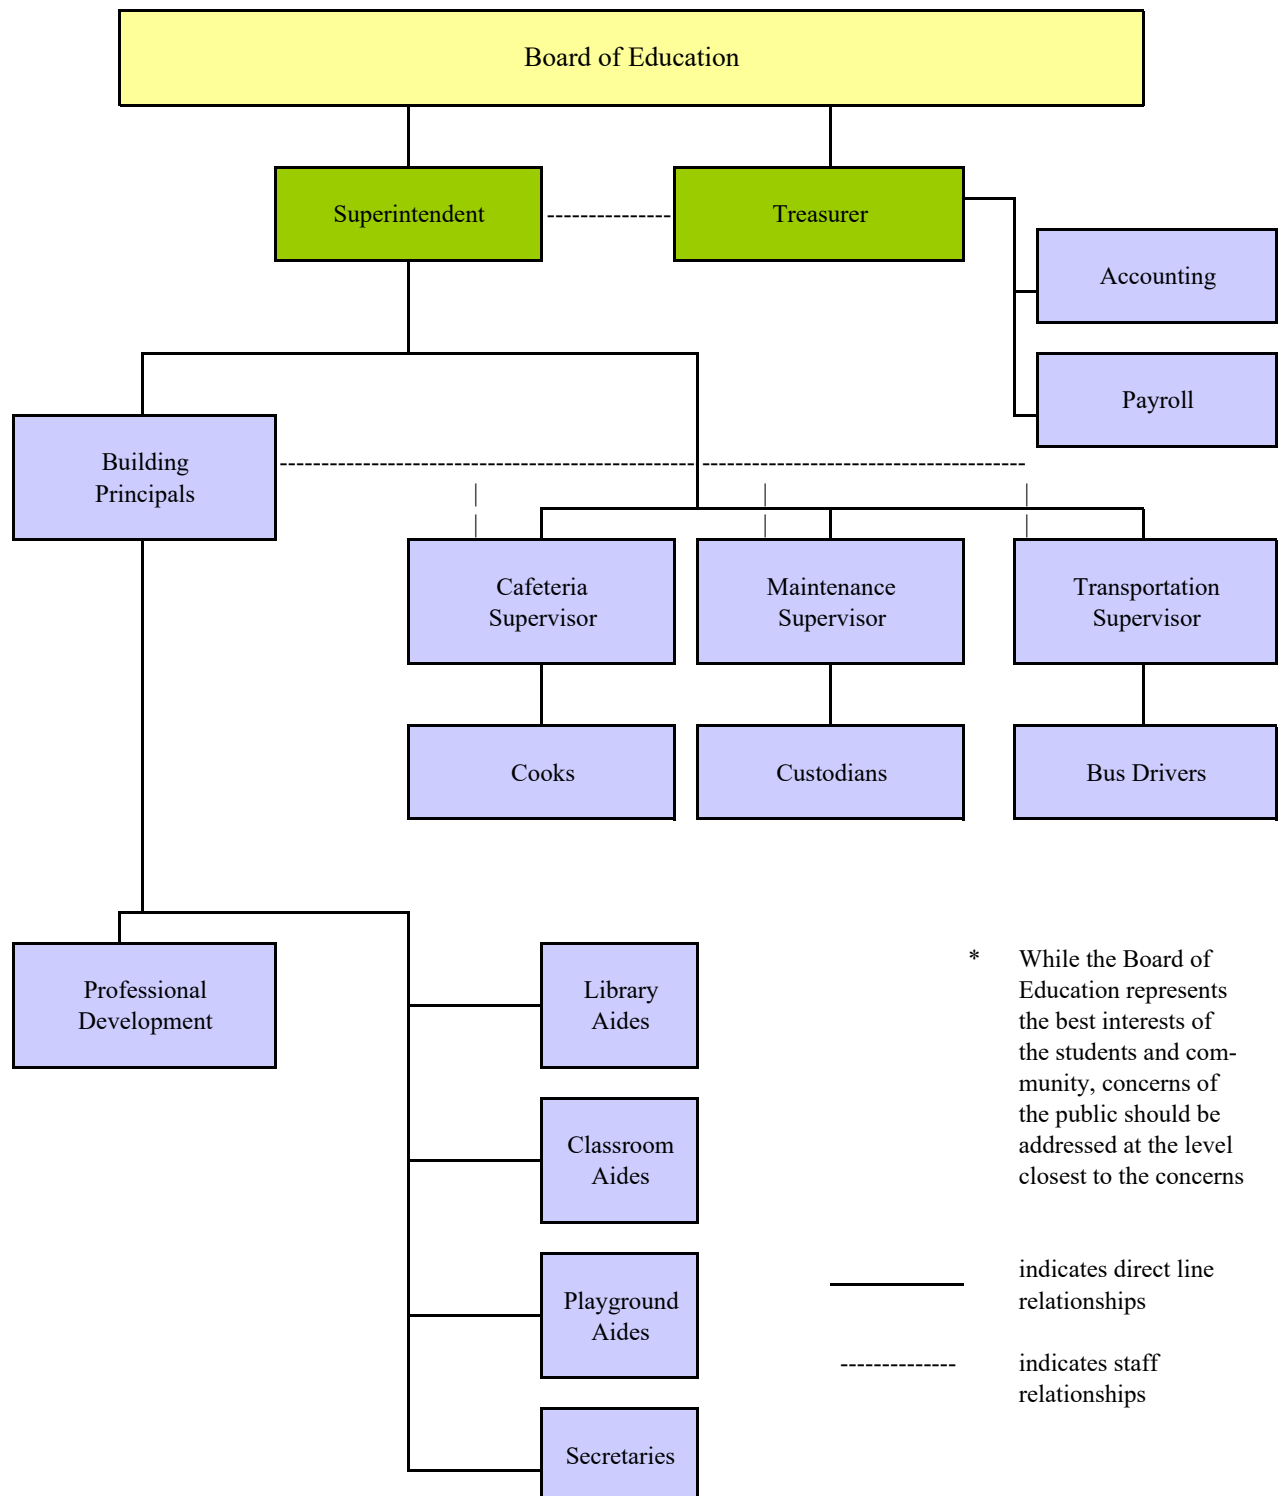 Board of Education
Superintendent
Treasurer
Accounting
Payroll
Building
Principals
Cafeteria
Supervisor
Maintenance
Supervisor
Transportation
Supervisor
Cooks
Custodians
Bus Drivers
Professional
Development
Library
Aides
Classroom
Aides
Playground
Aides
Secretaries
* While the Board of
Education represents
the best interests of
the students and com-
munity, concerns of
the public should be
addressed at the level
closest to the concerns
indicates direct line
relationships
indicates staff
relationships